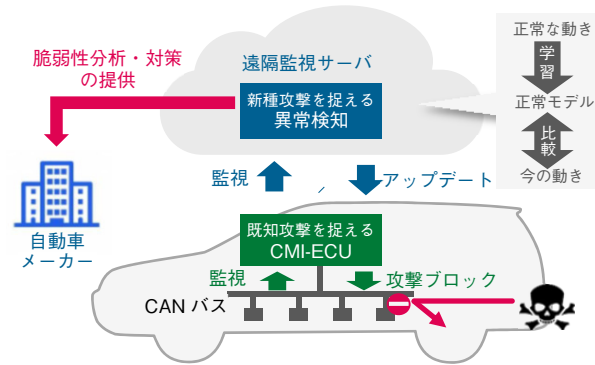 脆弱性分析・対策
の提供
遠隔監視サーバ
新種攻撃を捉える
異常検知
正常な動き
学習
正常モデル
比較
今の動き
監視
アップデート
自動車
メーカー
既知攻撃を捉える
CMI-ECU
監視
攻撃ブロック
CAN バス